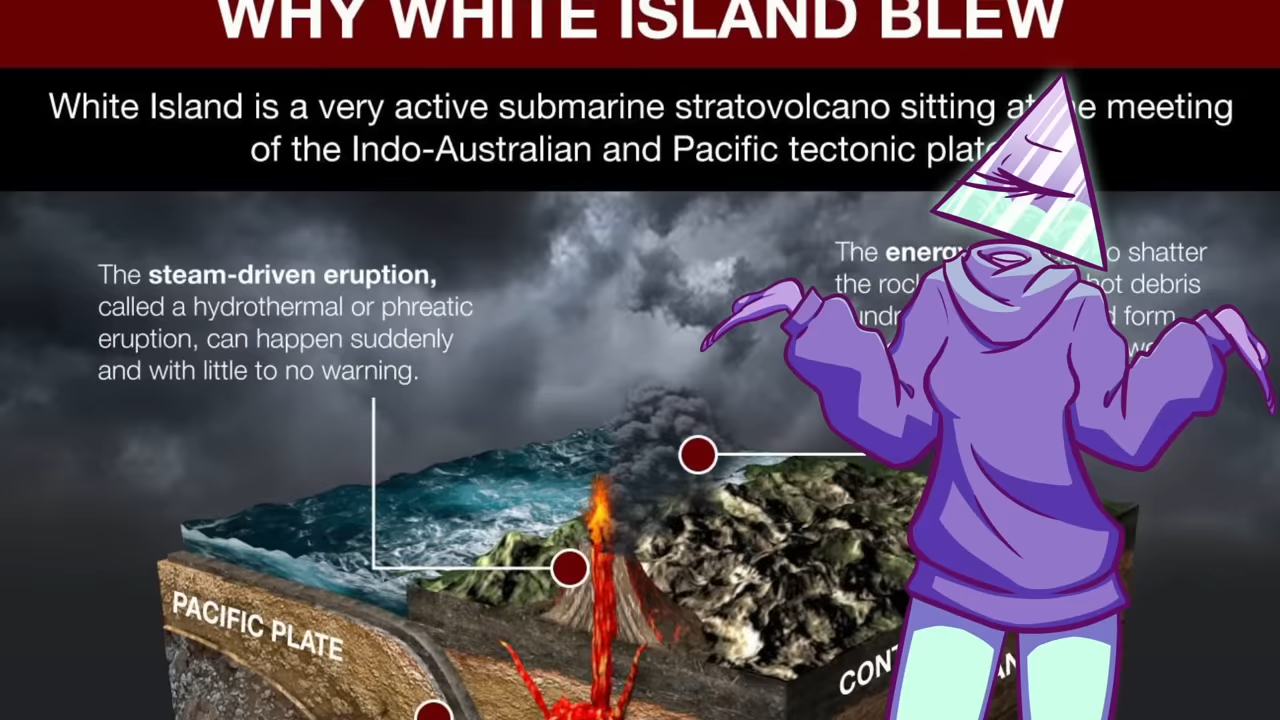 WHY WHITE ISLAND BLEW
White Island is a very active submarine stratovolcano sitting meeting
of the Indo-Australian and Pacific tectonic
The steam-driven eruption,
called a hydrothermal or phreatic
eruption, can happen suddenly
and with little to no warning.
The energy shatter
the hot debris
form
PACIFIC PLATE